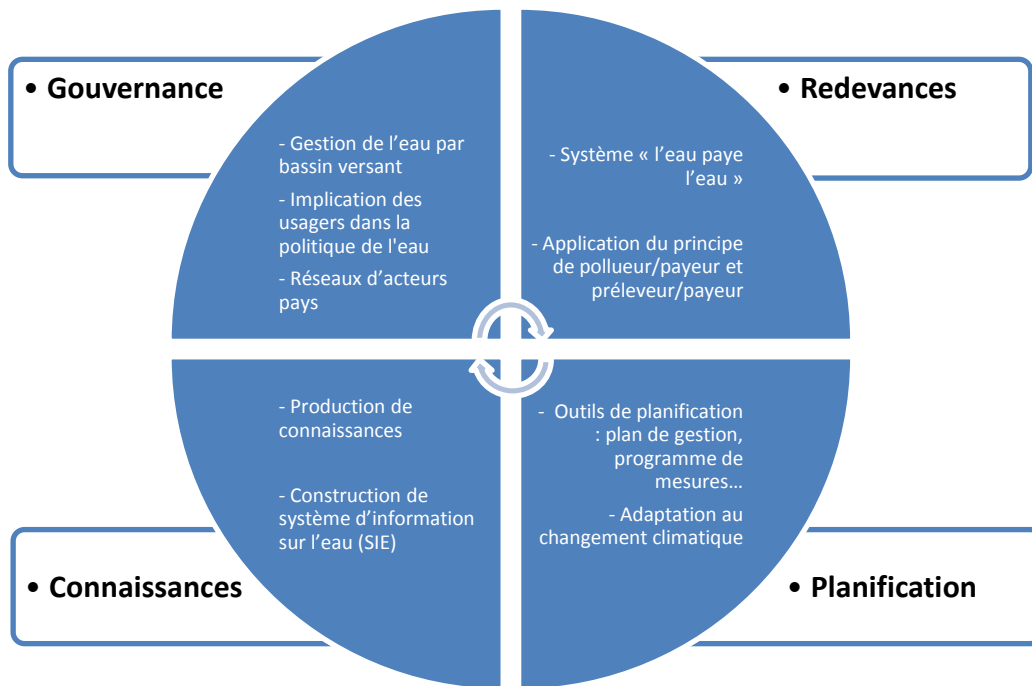 • Gouvernance
- Gestion de l'eau par
bassin versant
- Implication des
usagers dans la
politique de l'eau
- Réseaux d'acteurs
pays
• Redevances
- Système « l'eau paye
l'eau »
- Application du principe
de pollueur/payeur et
préleveur/payeur
- Production de
connaissances
- Construction de
système d'information
sur l'eau (SIE)
• Connaissances
- Outils de planification
: plan de gestion,
programme de
mesures…
- Adaptation au
changement climatique
• Planification